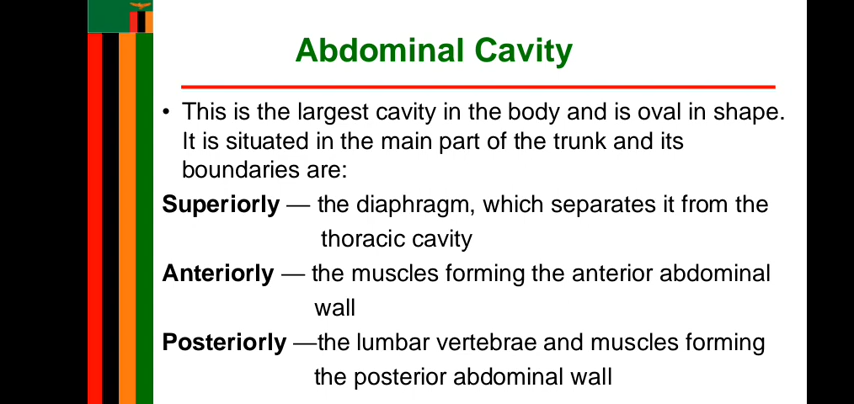 Abdominal Cavity
• This is the largest cavity in the body and is oval in shape.
It is situated in the main part of the trunk and its
boundaries are:
Superiorly — the diaphragm, which separates it from the
thoracic cavity
Anteriorly — the muscles forming the anterior abdominal
wall
Posteriorly —the lumbar vertebrae and muscles forming
the posterior abdominal wall